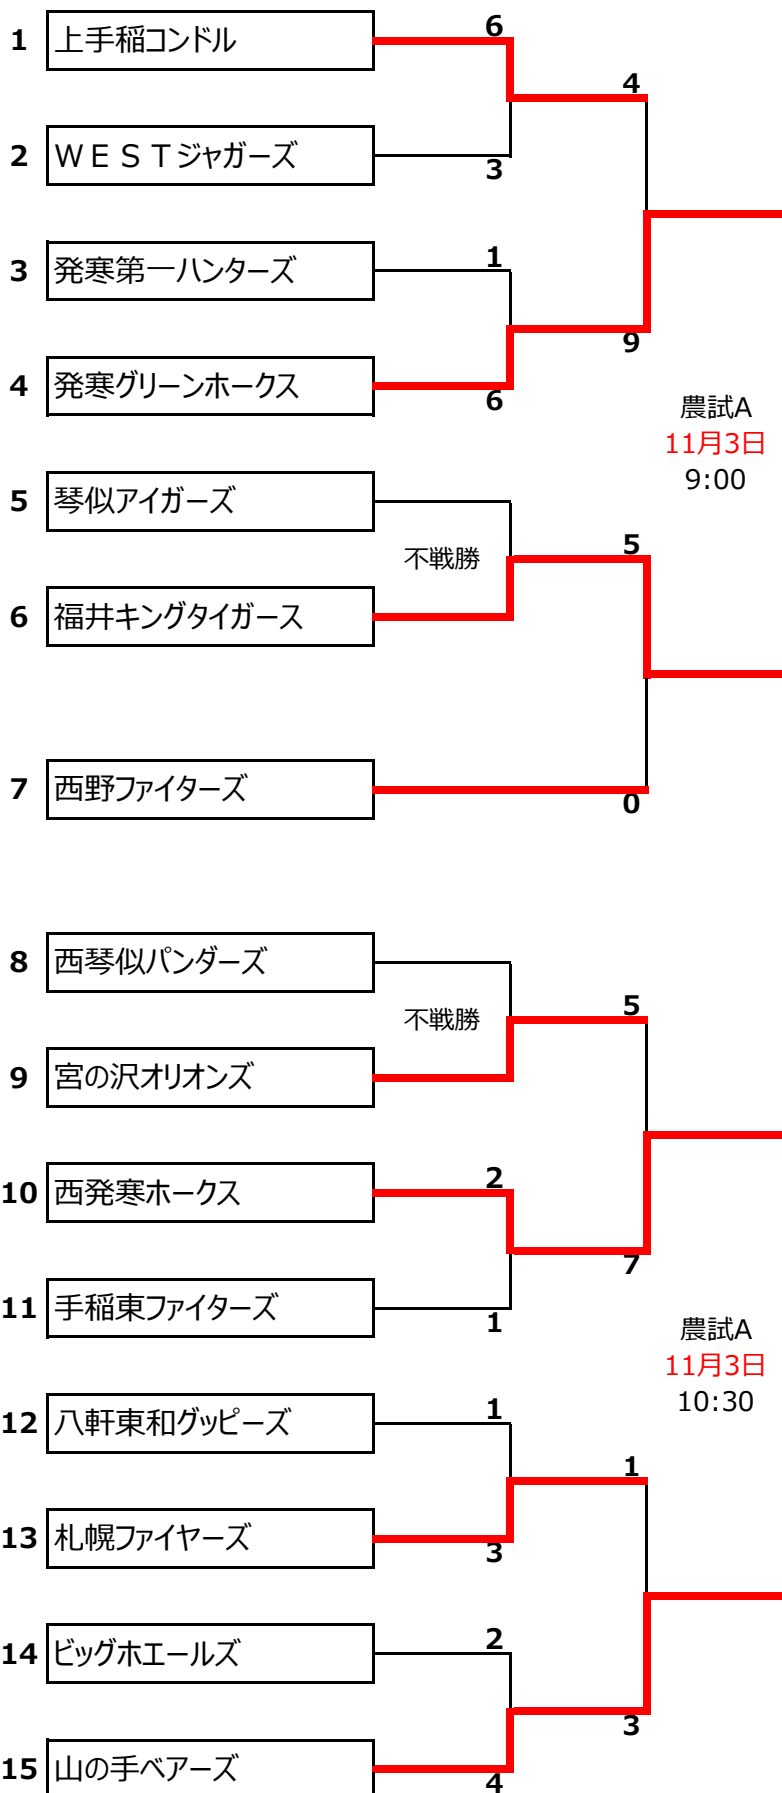 6
1 上手稲コンドル
4
2 ＷＥＳＴジャガーズ
3
1
3 発寒第一ハンターズ
9
4 発寒グリーンホークス
6
農試A
11月3日
9:00
5 琴似アイガーズ
不戦勝
5
6 福井キングタイガース
7 西野ファイターズ
0
8 西琴似パンダーズ
不戦勝
5
9 宮の沢オリオンズ
2
10 西発寒ホークス
7
11 手稲東ファイターズ
1
農試A
11月3日
10:30
1
12 八軒東和グッピーズ
1
13 札幌ファイヤーズ
3
2
14 ビッグホエールズ
3
15 山の手ベアーズ
4